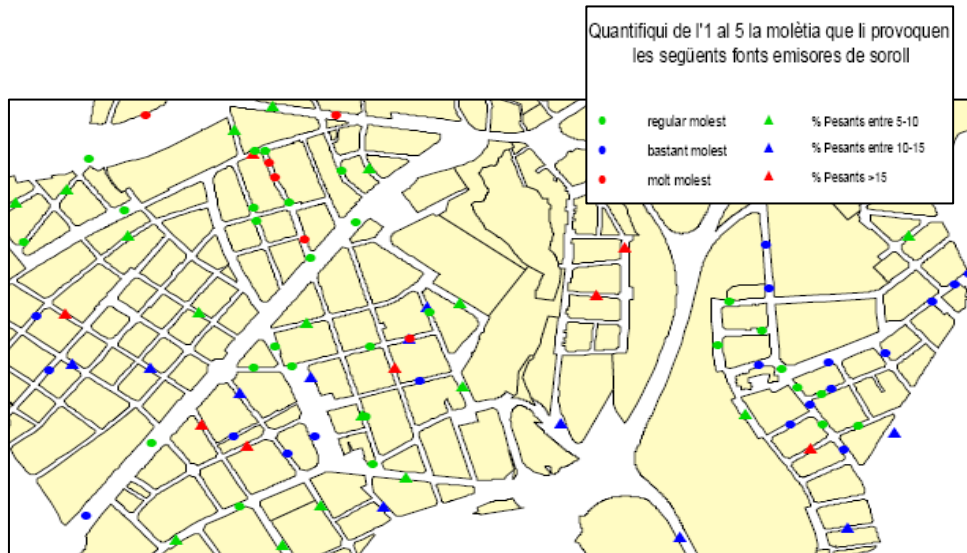 Quantifiqui de l'1 al 5 la molètia que li provoquen
les següents fonts emisores de soroll
regular molest
% Pesants entre 5-10
bastant molest
% Pesants entre 10-15
molt molest
% Pesants >15